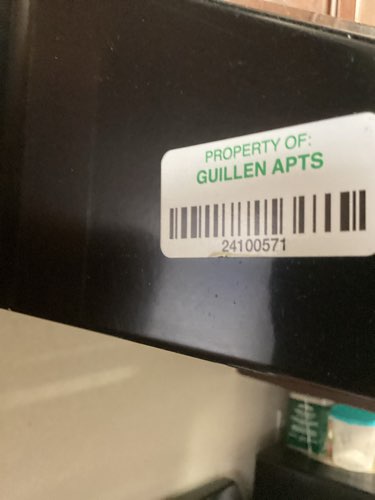 PROPERTY OF:
GUILLEN APTS
24100571